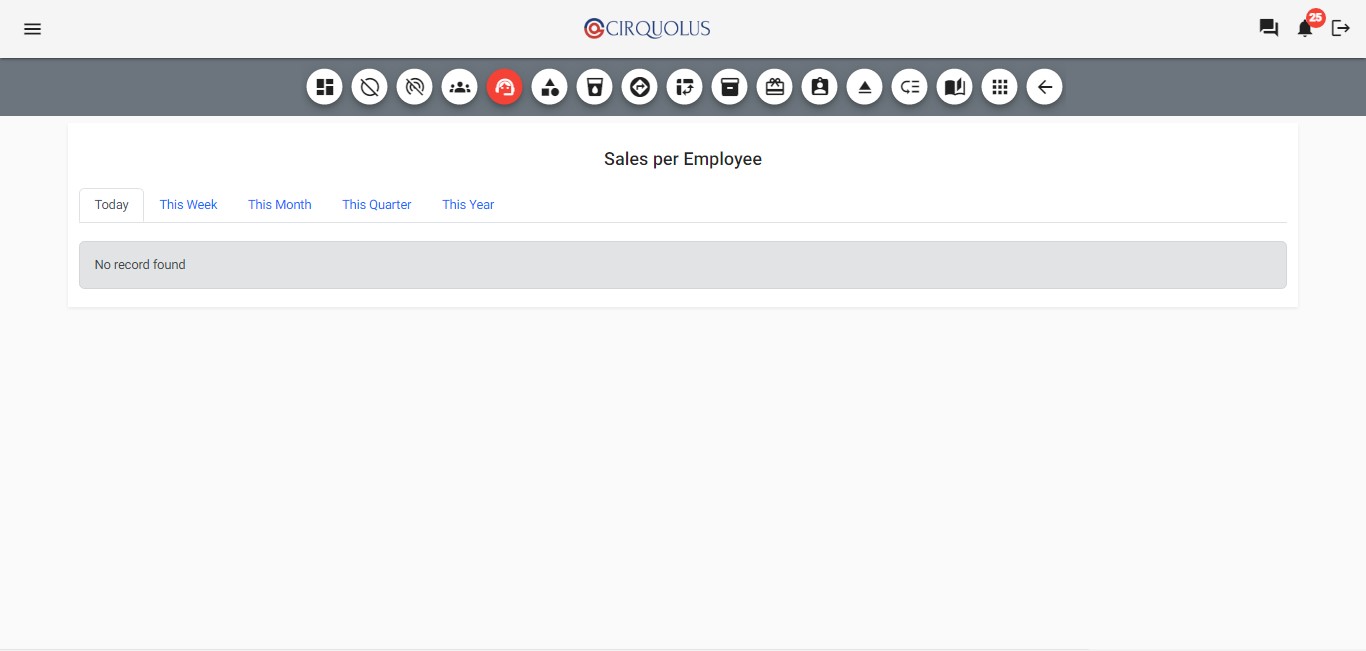 CIRQUOLUS
25
Sales per Employee
Today This Week This Month This Quarter This Year
No record found